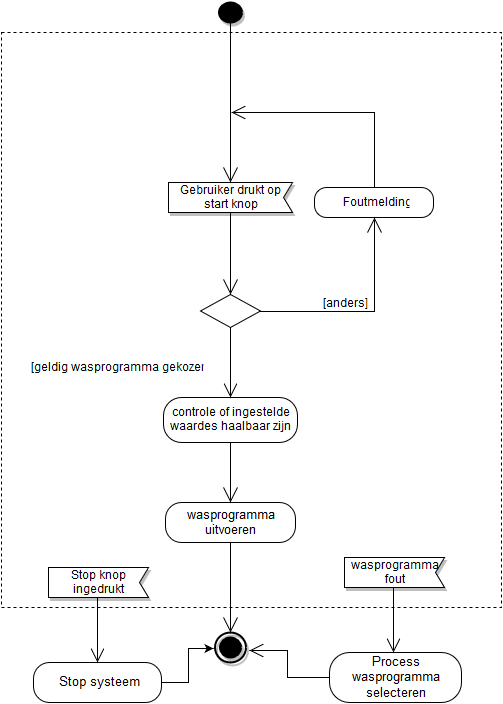 Gebruiker drukt op
start knop
Foutmelding
[anders]
[geldig wasprogramma gekozen
controle of ingestelde
waardes haalbaar zijn
wasprogramma
uitvoeren
Stop knop
ingedrukt
wasprogramma
fout
Stop systeem
Process
wasprogramma
selecteren